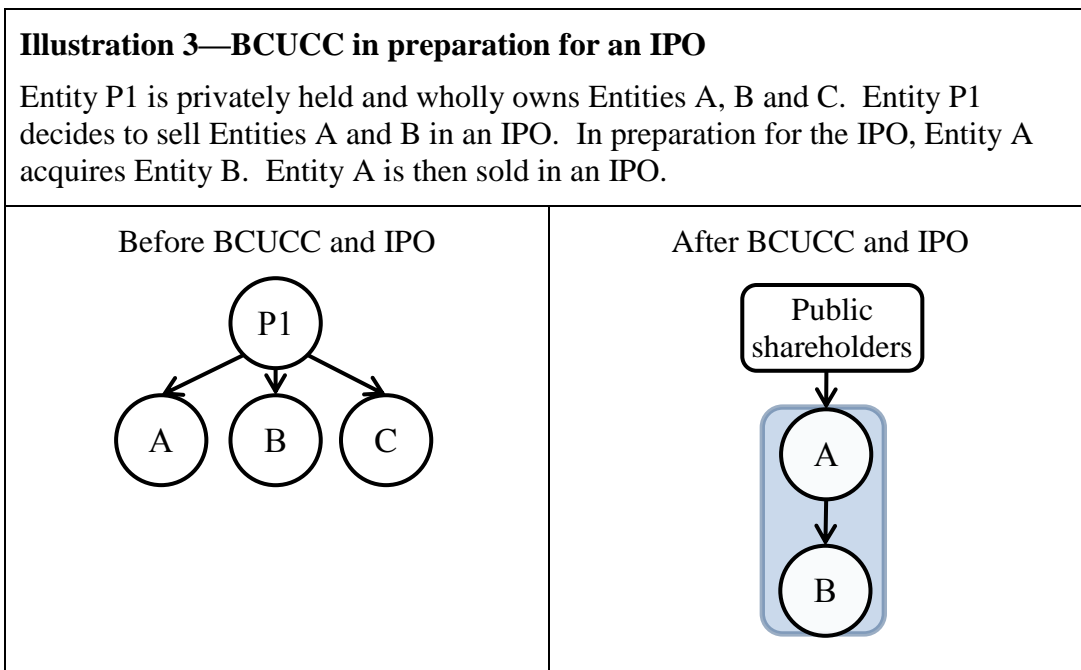 Illustration 3—BCUCC in preparation for an IPO
Entity P1 is privately held and wholly owns Entities A, B and C. Entity P1
decides to sell Entities A and B in an IPO. In preparation for the IPO, Entity A
acquires Entity B. Entity A is then sold in an IPO.
Before BCUCC and IPO
P1
A
B
C
After BCUCC and IPO
Public
shareholders
A
B